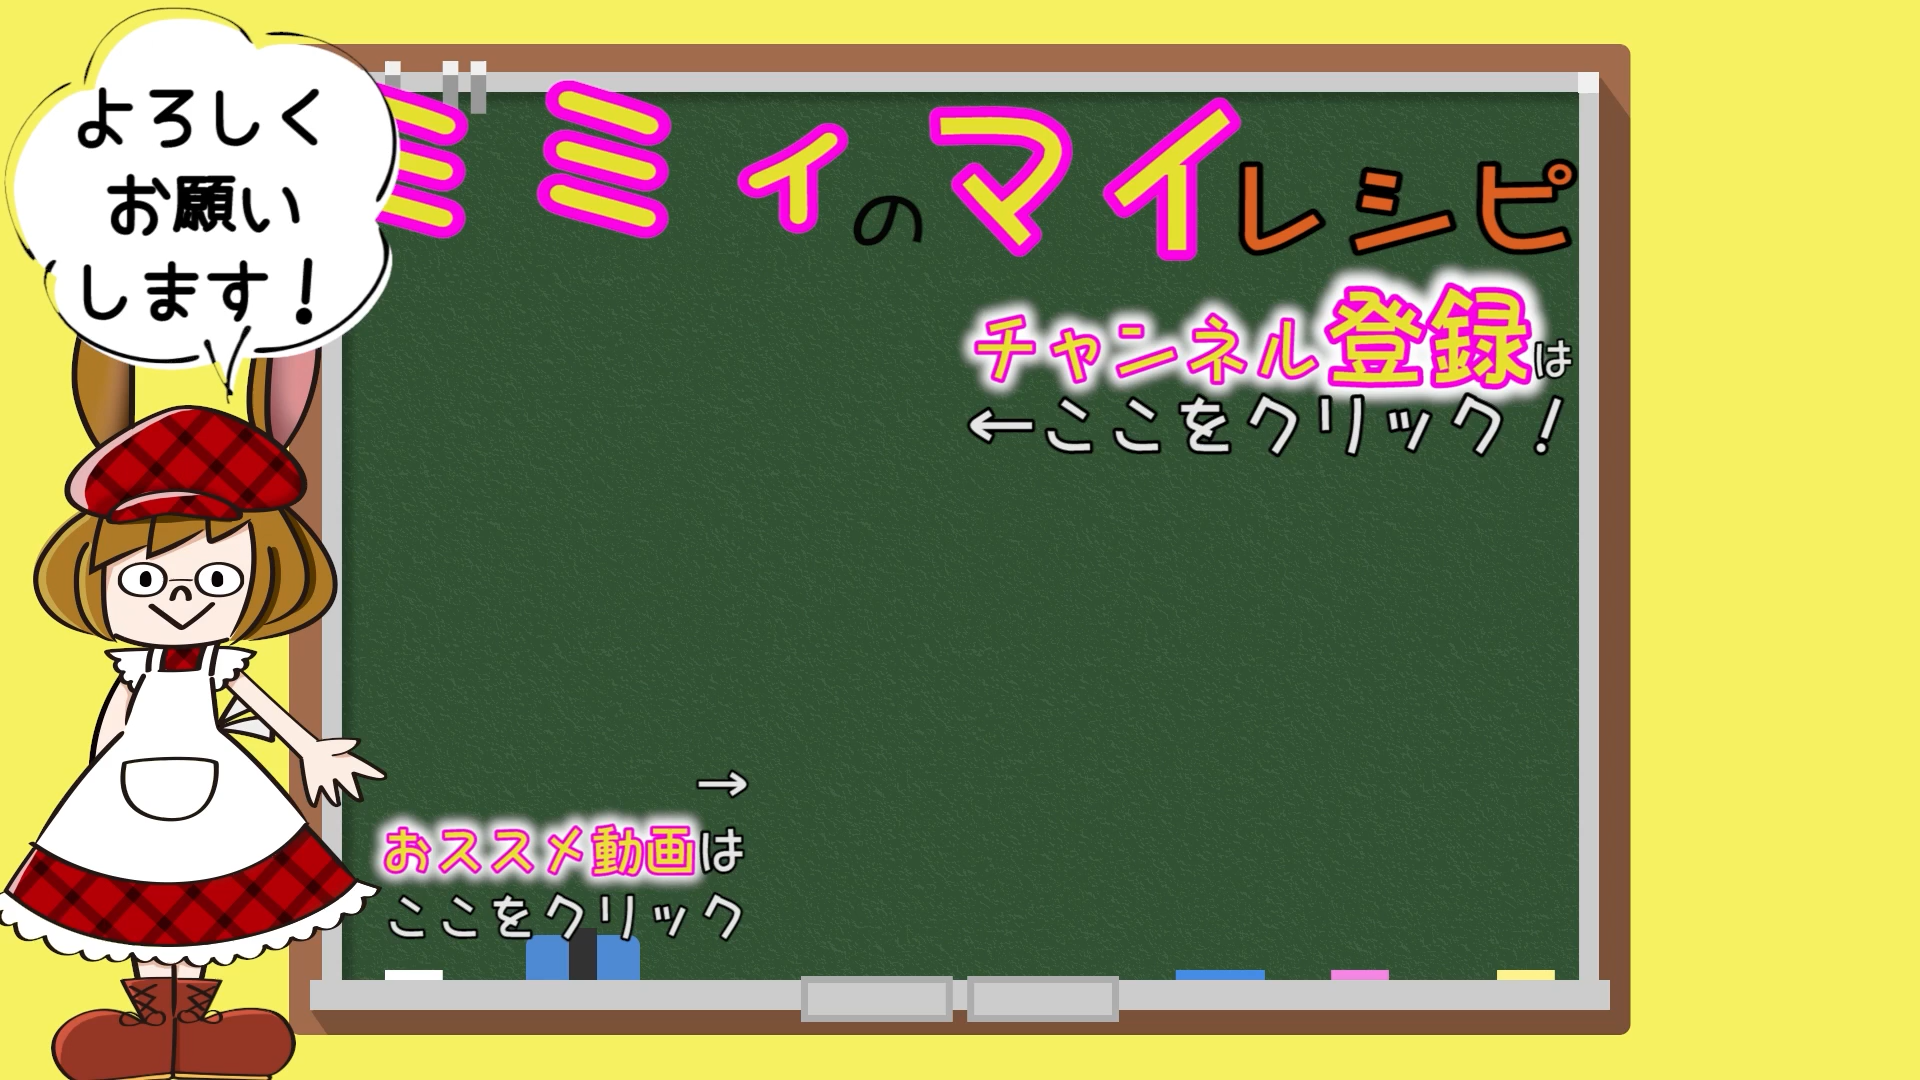 よろしく
お願い
します！
ミミィのマイレシピ
チャンネル登録は
←ここをクリック！
→
おススメ動画は
ここをクリック